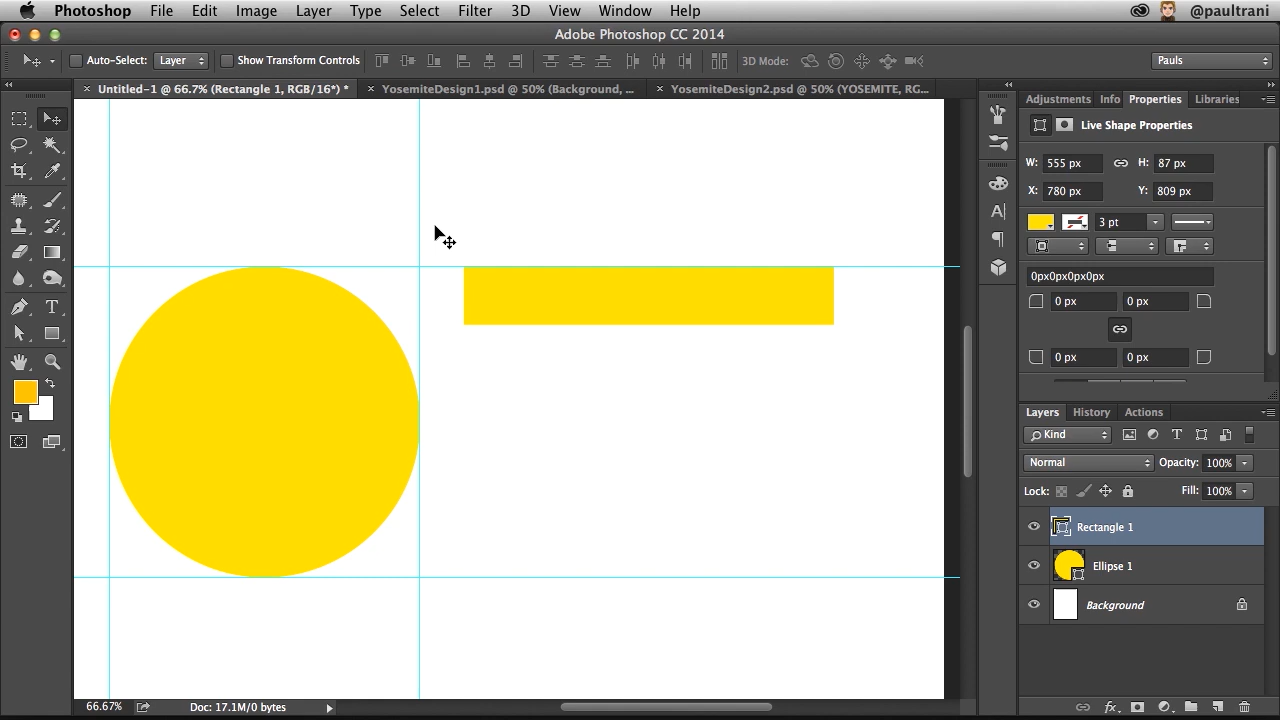 Photoshop File Edit Image Layer Type Select Filter 3D View Window Help @paultrani
Adobe Photoshop CC 2014
Auto-Select: Layer Show Transform Controls 3D Mode: Pauls
× Untitled-1 @ 66.7% (Rectangle 1, RGB/16*) * × YosemiteDesign1.psd @ 50% (Background, ... × YosemiteDesign2.psd @ 50% (YOSEMITE, RG...
Adjustments Info Properties Libraries
Live Shape Properties
W: 555 px H: 87 px
X: 780 px Y: 809 px
3 pt
0px0px0px0px
0 px 0 px
0 px 0 px
Layers History Actions
Kind
Normal Opacity: 100%
Lock: Fill: 100%
Rectangle 1
Ellipse 1
Background
66.67% Doc: 17.1M/0 bytes